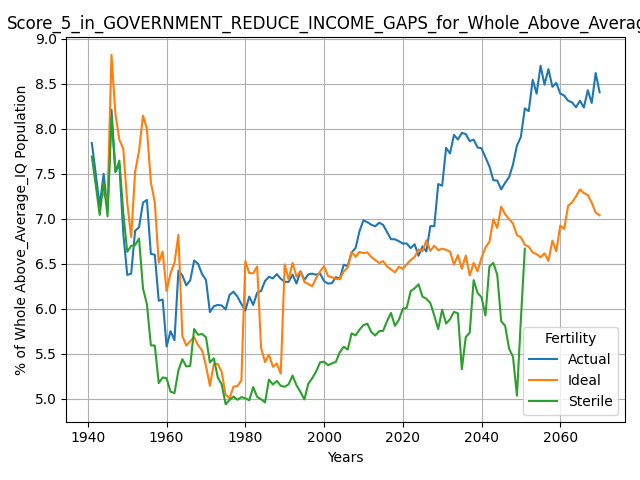 Score_5_in_GOVERNMENT_REDUCE_INCOME_GAPS_for_Whole_Above_Averag
9.0
8.5
8.0
7.5
7.0
6.5
6.0
5.5
5.0
% of Whole Above_Average_IQ Population
1940
1960
1980
2000
2020
2040
2060
Years
Fertility
Actual
Ideal
Sterile